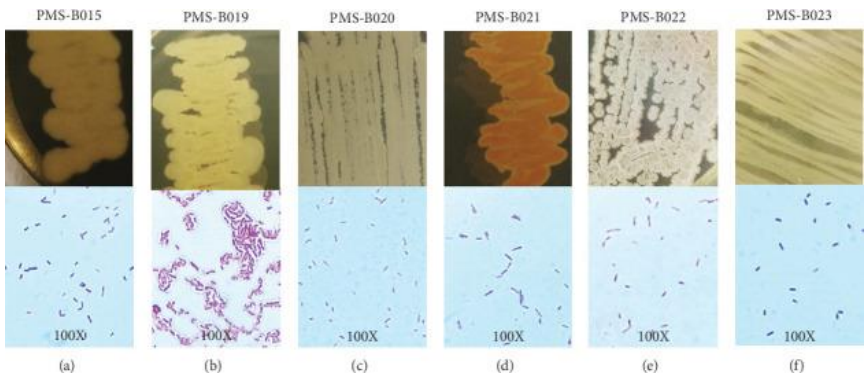 PMS-B015 PMS-B019 PMS-B020 PMS-B021 PMS-B022 PMS-B023
100X 100X 100X 100X 100X 100X
(a) (b) (c) (d) (e) (f)